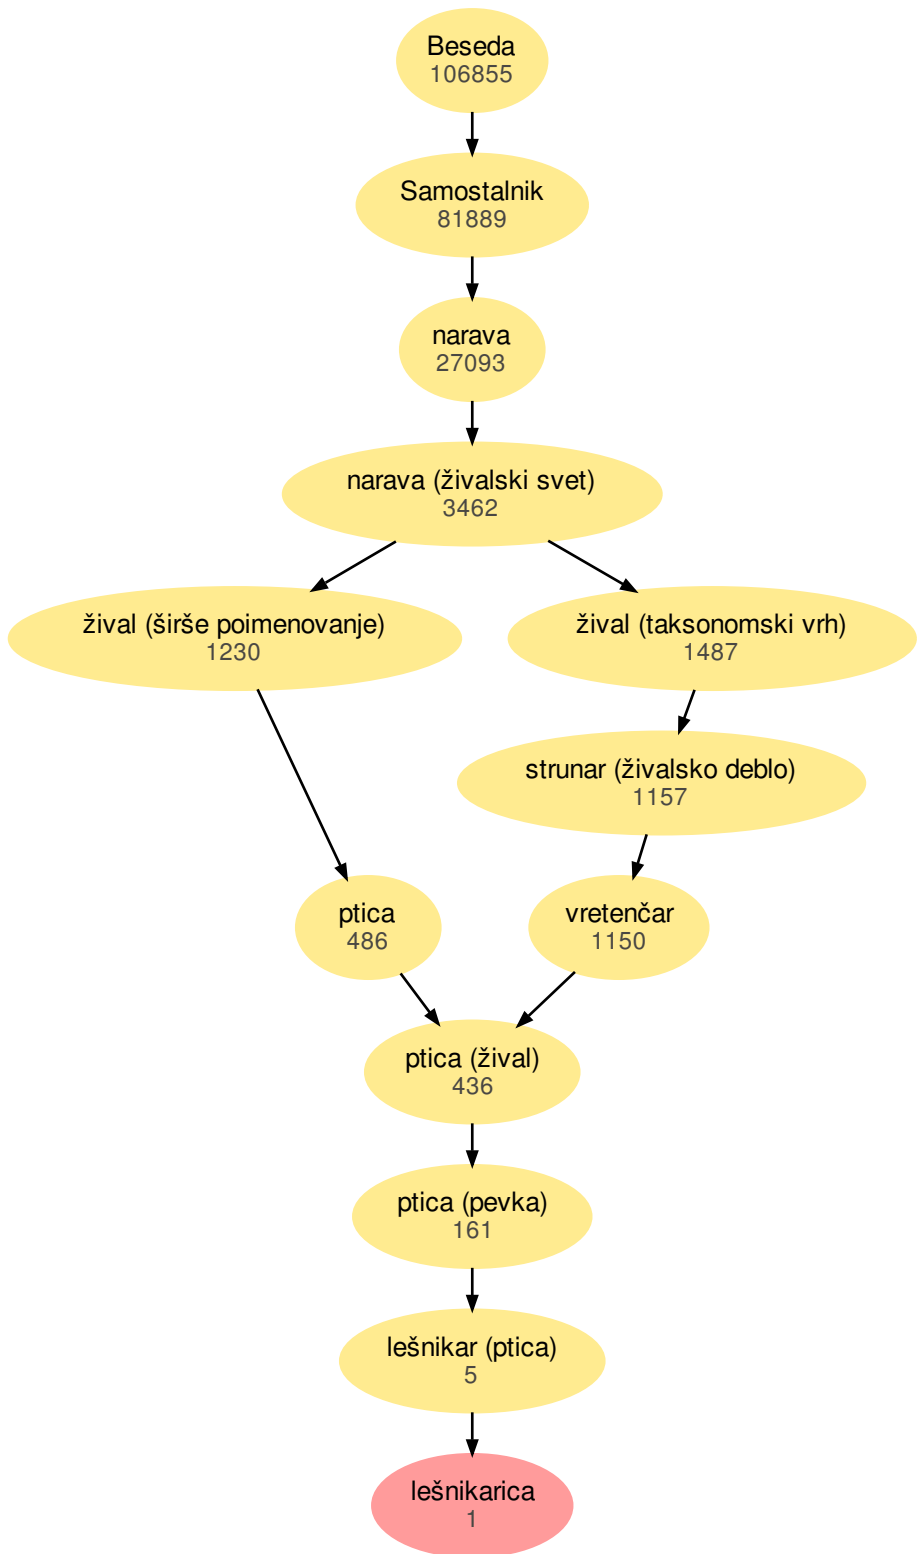 Beseda
106855
Samostalnik
81889
narava
27093
narava (živalski svet)
3462
žival (širše poimenovanje)
1230
žival (taksonomski vrh)
1487
strunar (živalsko deblo)
1157
ptica
486
vretenčar
1150
ptica (žival)
436
ptica (pevka)
161
lešnikar (ptica)
5
lešnikarica
1